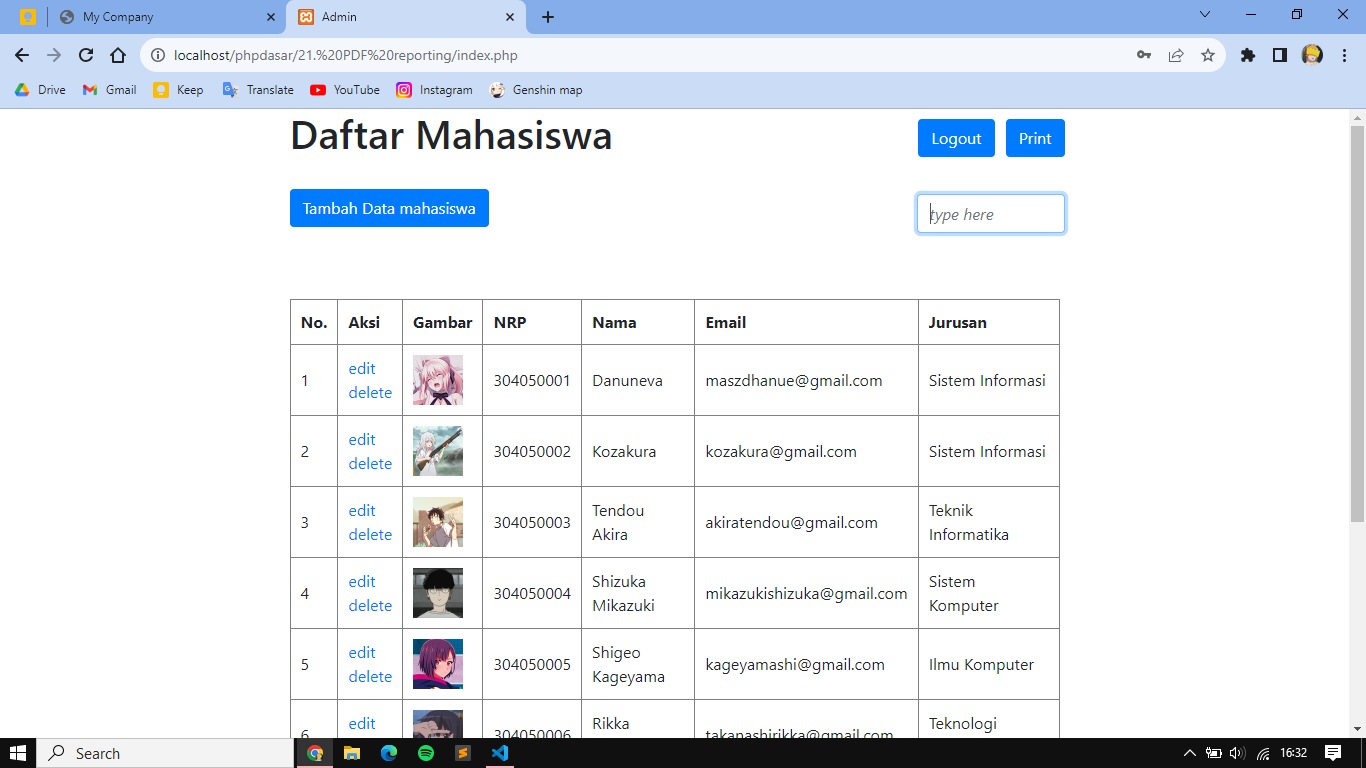 My Company
Admin
localhost/phpdasar/21.%20PDF%20reporting/index.php
Drive Gmail Keep Translate YouTube Instagram Genshin map
Daftar Mahasiswa
Logout Print
Tambah Data mahasiswa
type here
No. Aksi Gambar NRP Nama Email Jurusan
1 edit delete 304050001 Danuneva maszdhanue@gmail.com Sistem Informasi
2 edit delete 304050002 Kozakura kozakura@gmail.com Sistem Informasi
3 edit delete 304050003 Tendou Akira akiratendou@gmail.com Teknik Informatika
4 edit delete 304050004 Shizuka Mikazuki mikazukishizuka@gmail.com Sistem Komputer
5 edit delete 304050005 Shigeo Kageyama kageyamashi@gmail.com Ilmu Komputer
6 edit 304050006 Rikka takanashirikka@gmail.com Teknologi
Search
16:32